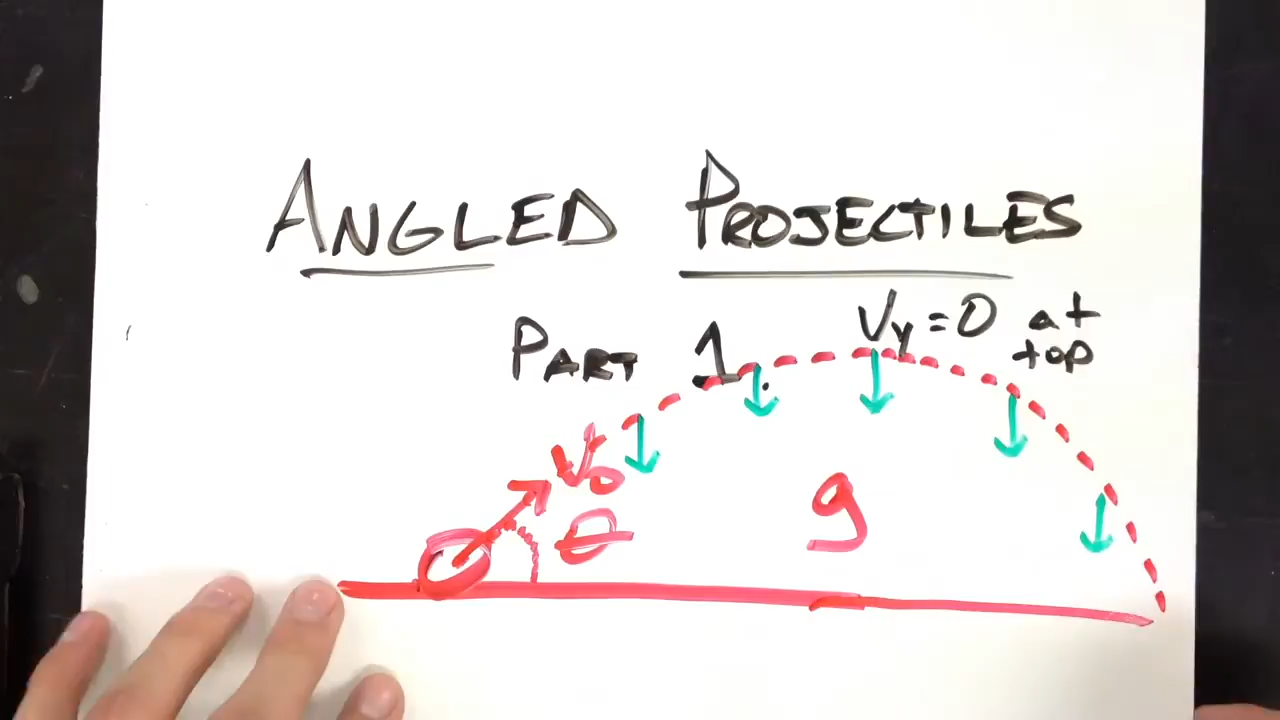 ANGLED PROJECTILES
PART 1.
Vy=0 at top
V₀
θ
g